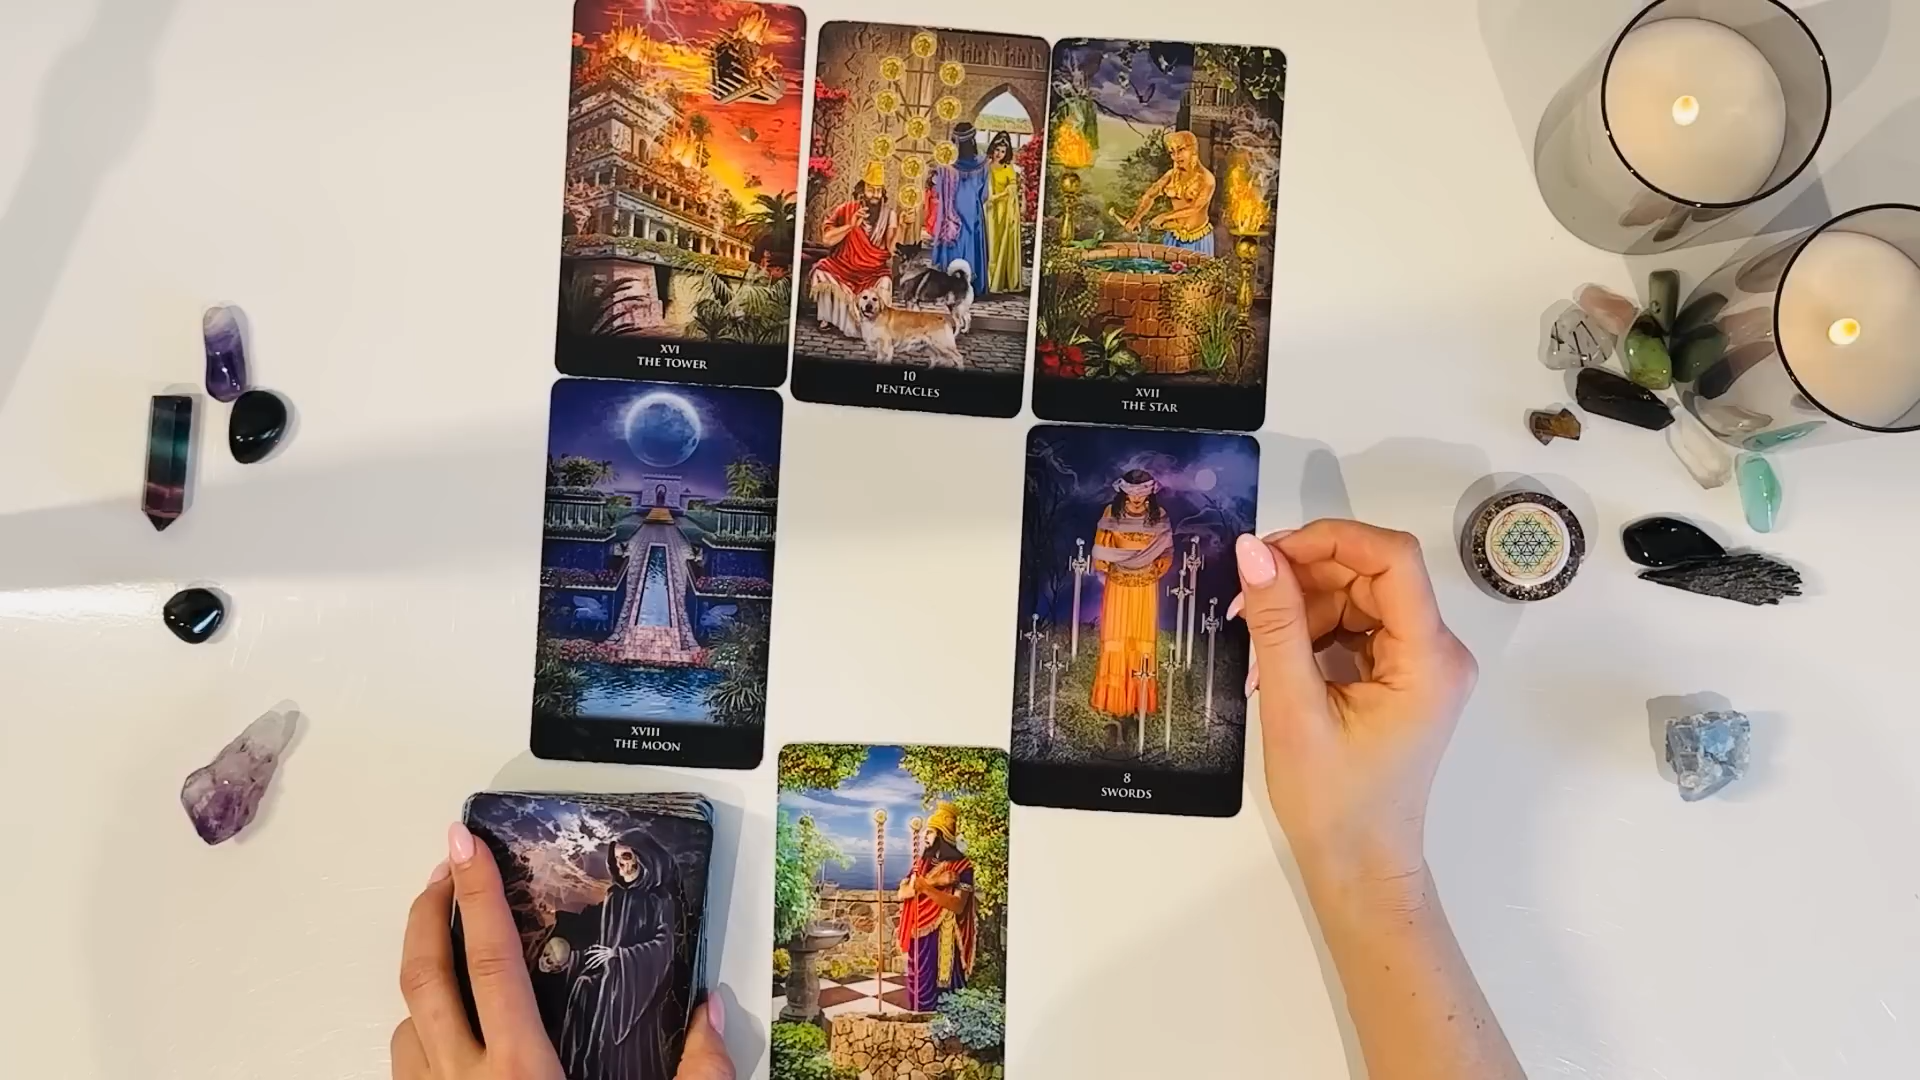 XVI
THE TOWER
10
PENTACLES
XVII
THE STAR
XVIII
THE MOON
8
SWORDS